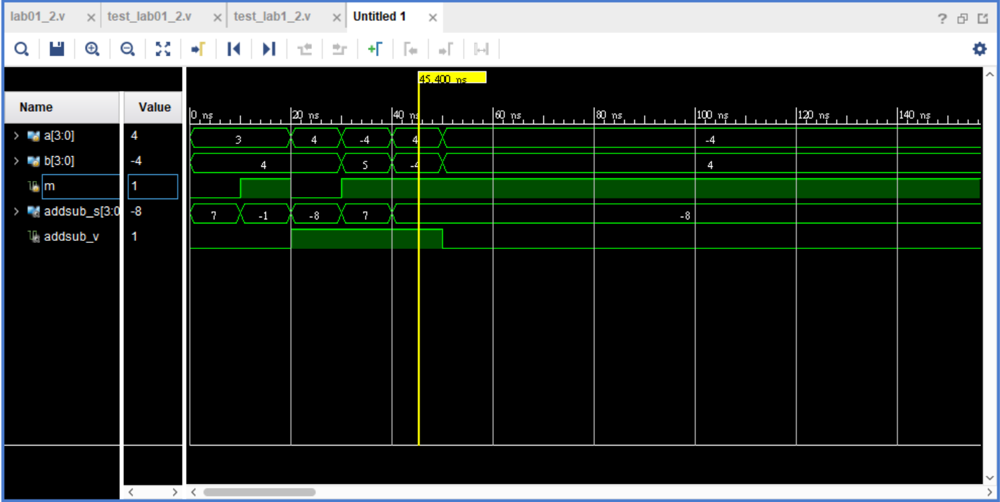 lab01_2.v × test_lab01_2.v × test_lab1_2.v × Untitled 1 × ?
45.400 ns
Name Value
0 ns 20 ns 40 ns 60 ns 80 ns 100 ns 120 ns 140 ns
a[3:0] 4 3 4 -4 4 -4
b[3:0] -4 4 5 -4 4
m 1
addsub_s[3:0 -8 7 -1 -8 7 -8
addsub_v 1